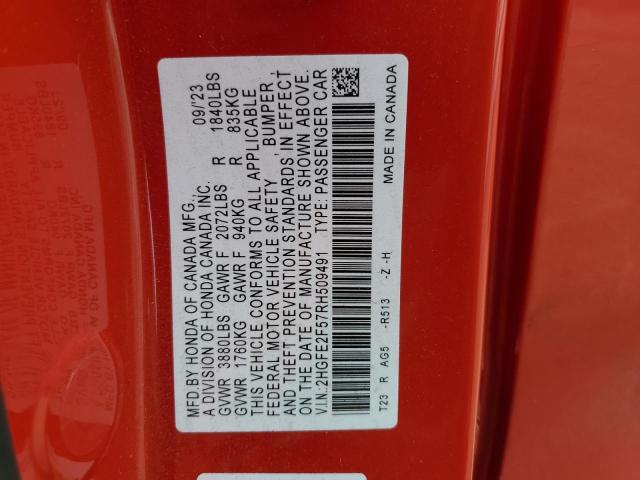 MFD.BY HONDA OF CANADA MFG., 09/'23
A DIVISION OF HONDA CANADA INC.
GVWR 3880LBS GAWR F 2072LBS R 1840LBS
GVWR 1760KG GAWR F 940KG R 835KG
THIS VEHICLE CONFORMS TO ALL APPLICABLE
FEDERAL MOTOR VEHICLE SAFETY, BUMPER,
AND THEFT PREVENTION STANDARDS IN EFFECT
ON THE DATE OF MANUFACTURE SHOWN ABOVE.
V.I.N.:2HGFE2F57RH509491 TYPE: PASSENGER CAR
T23 R AG5 -R513 -Z -H MADE IN CANADA